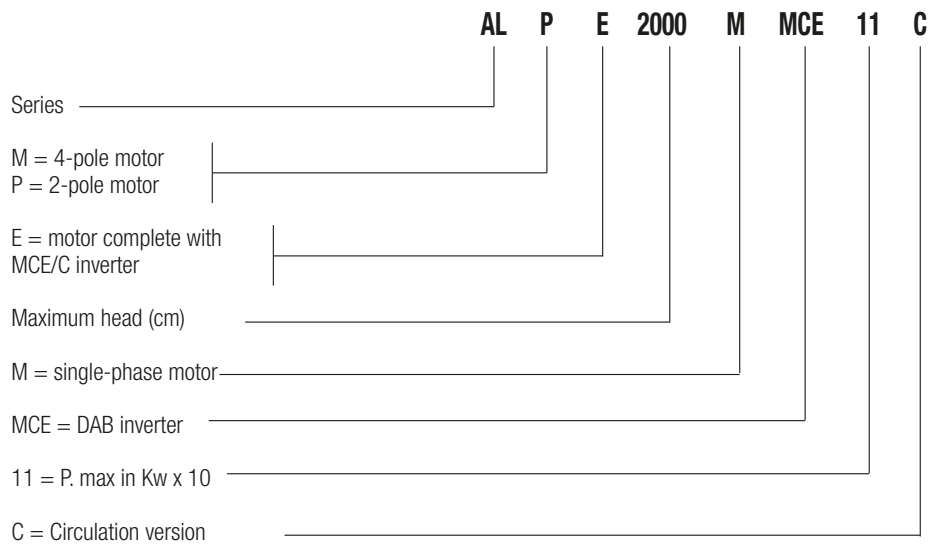 AL P E 2000 M MCE 11 C
Series
M = 4-pole motor
P = 2-pole motor
E = motor complete with
MCE/C inverter
Maximum head (cm)
M = single-phase motor
MCE = DAB inverter
11 = P. max in Kw x 10
C = Circulation version